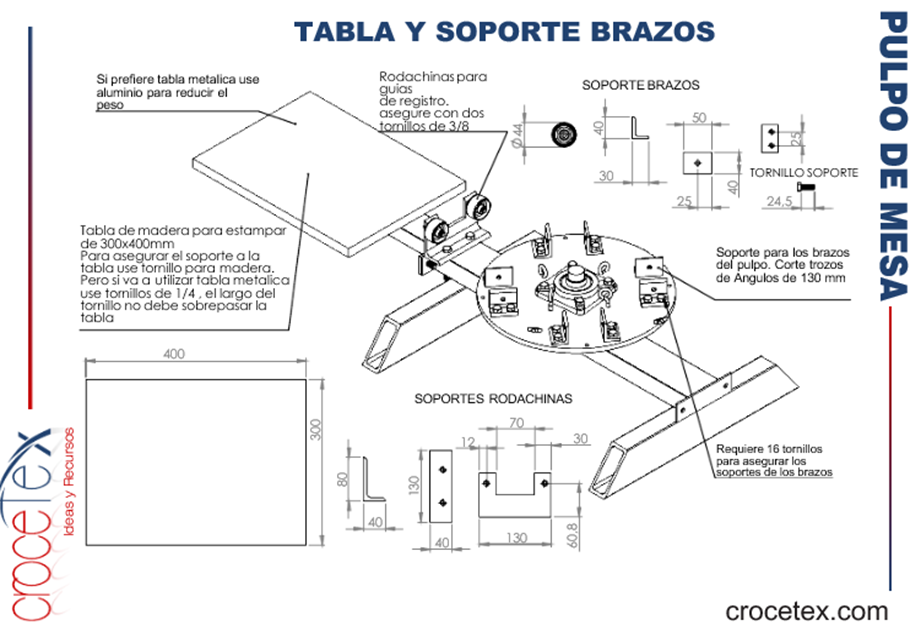 TABLA Y SOPORTE BRAZOS
PULPO DE MESA
Si prefiere tabla metalica use
aluminio para reducir el
peso
Rodachinas para
guias
de registro.
asegure con dos
tornillos de 3/8
SOPORTE BRAZOS
Ø 44
40
30
50
25
40
25
TORNILLO SOPORTE
24,5
Tabla de madera para estampar
de 300x400mm
Para asegurar el soporte a la
tabla use tornillo para madera.
Pero si va a utilizar tabla metalica
use tornillos de 1/4 , el largo del
tornillo no debe sobrepasar la
tabla
Soporte para los brazos
del pulpo. Corte trozos
de Angulos de 130 mm
400
300
SOPORTES RODACHINAS
80
40
130
40
12
70
30
130
60,8
Requiere 16 tornillos
para asegurar los
soportes de los brazos
croceTex
Ideas y Recursos
crocetex.com